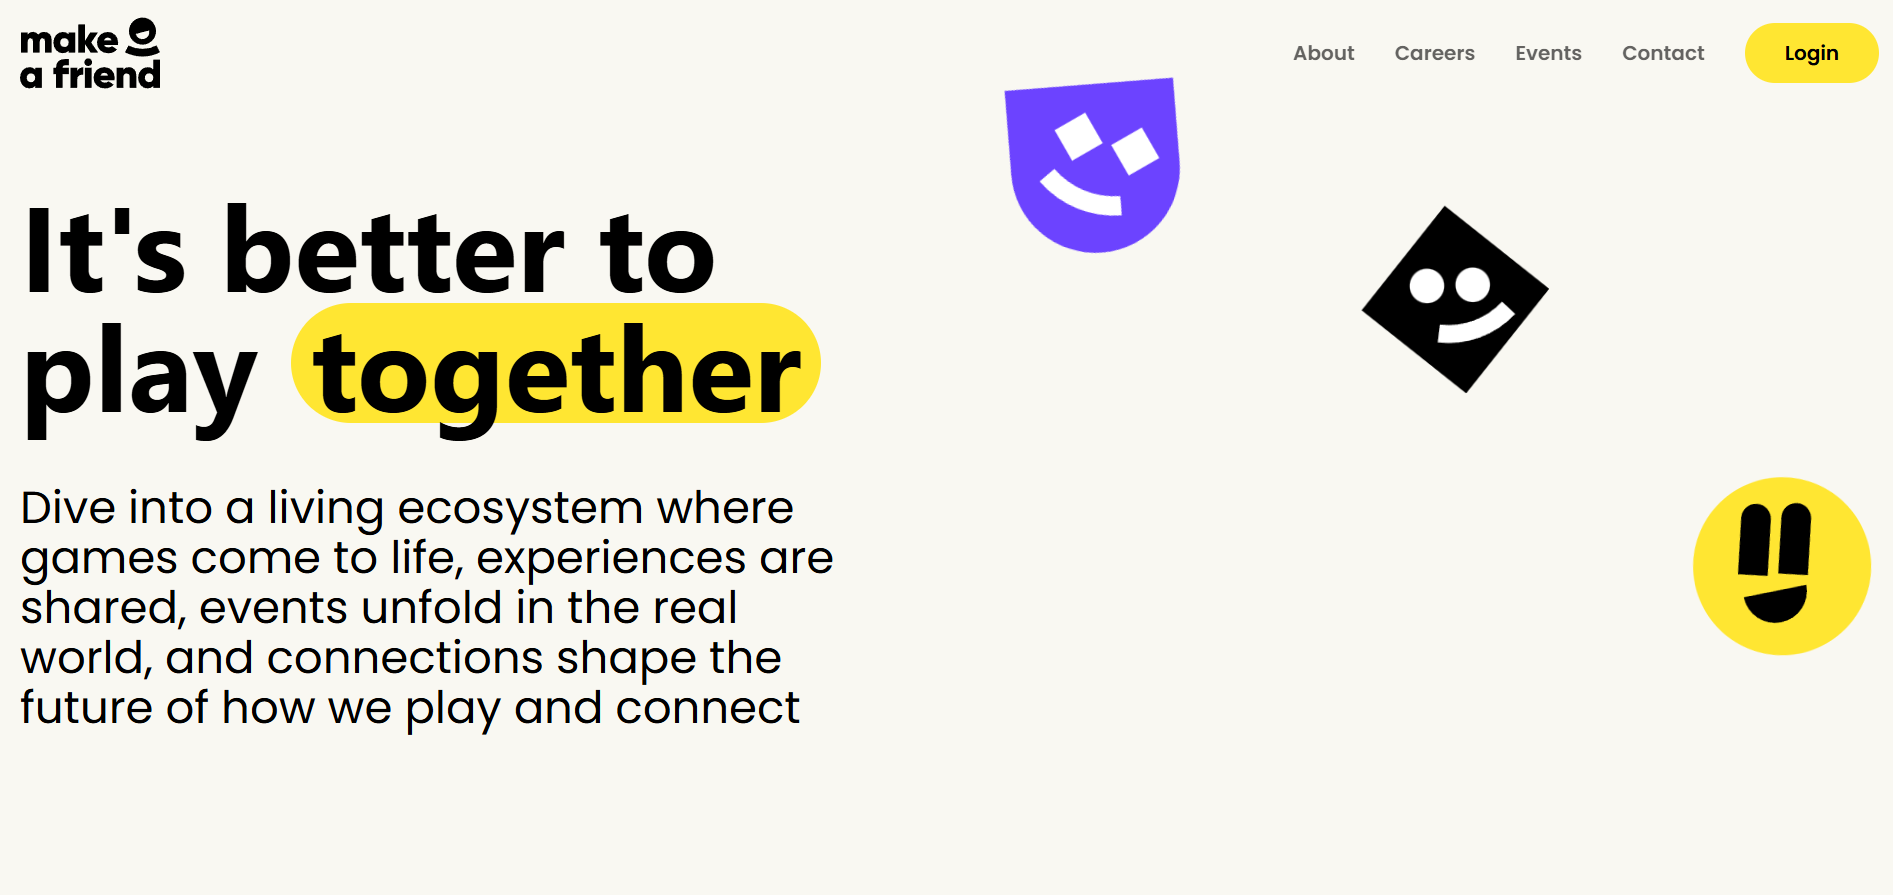 make
a friend
About Careers Events Contact Login
It's better to
play together
Dive into a living ecosystem where
games come to life, experiences are
shared, events unfold in the real
world, and connections shape the
future of how we play and connect